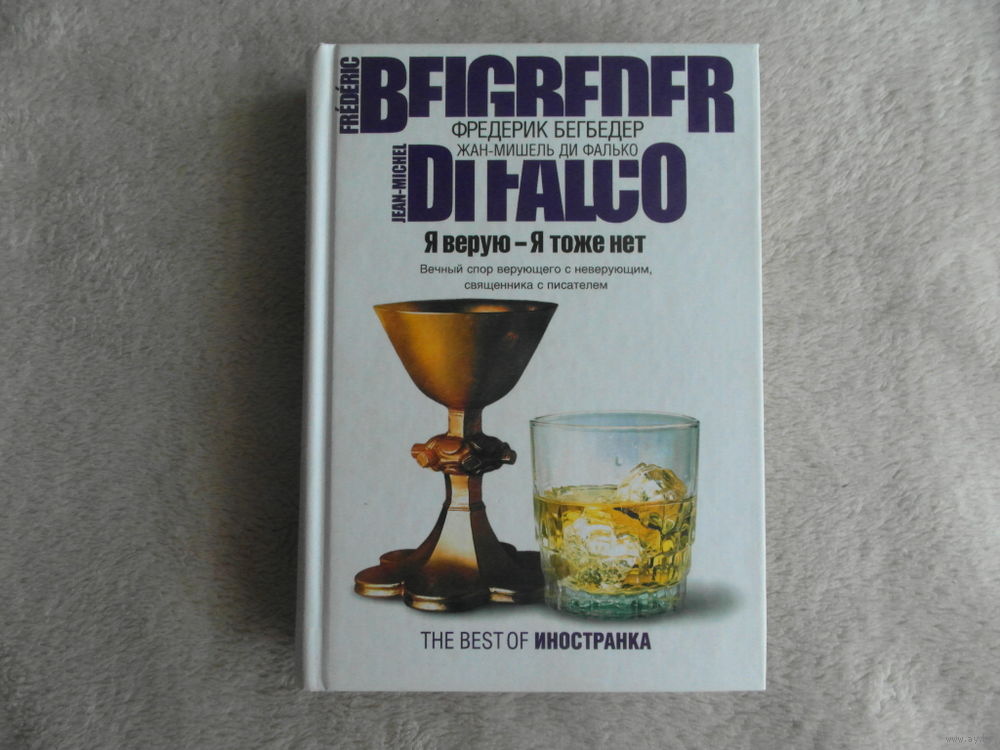 FRÉDÉRIC
BEIGBEDER
ФРЕДЕРИК БЕГБЕДЕР
ЖАН-МИШЕЛЬ ДИ ФАЛЬКО
JEAN-MICHEL
DI FALCO
Я верую – Я тоже нет
Вечный спор верующего с неверующим,
священника с писателем
THE BEST OF ИНОСТРАНКА